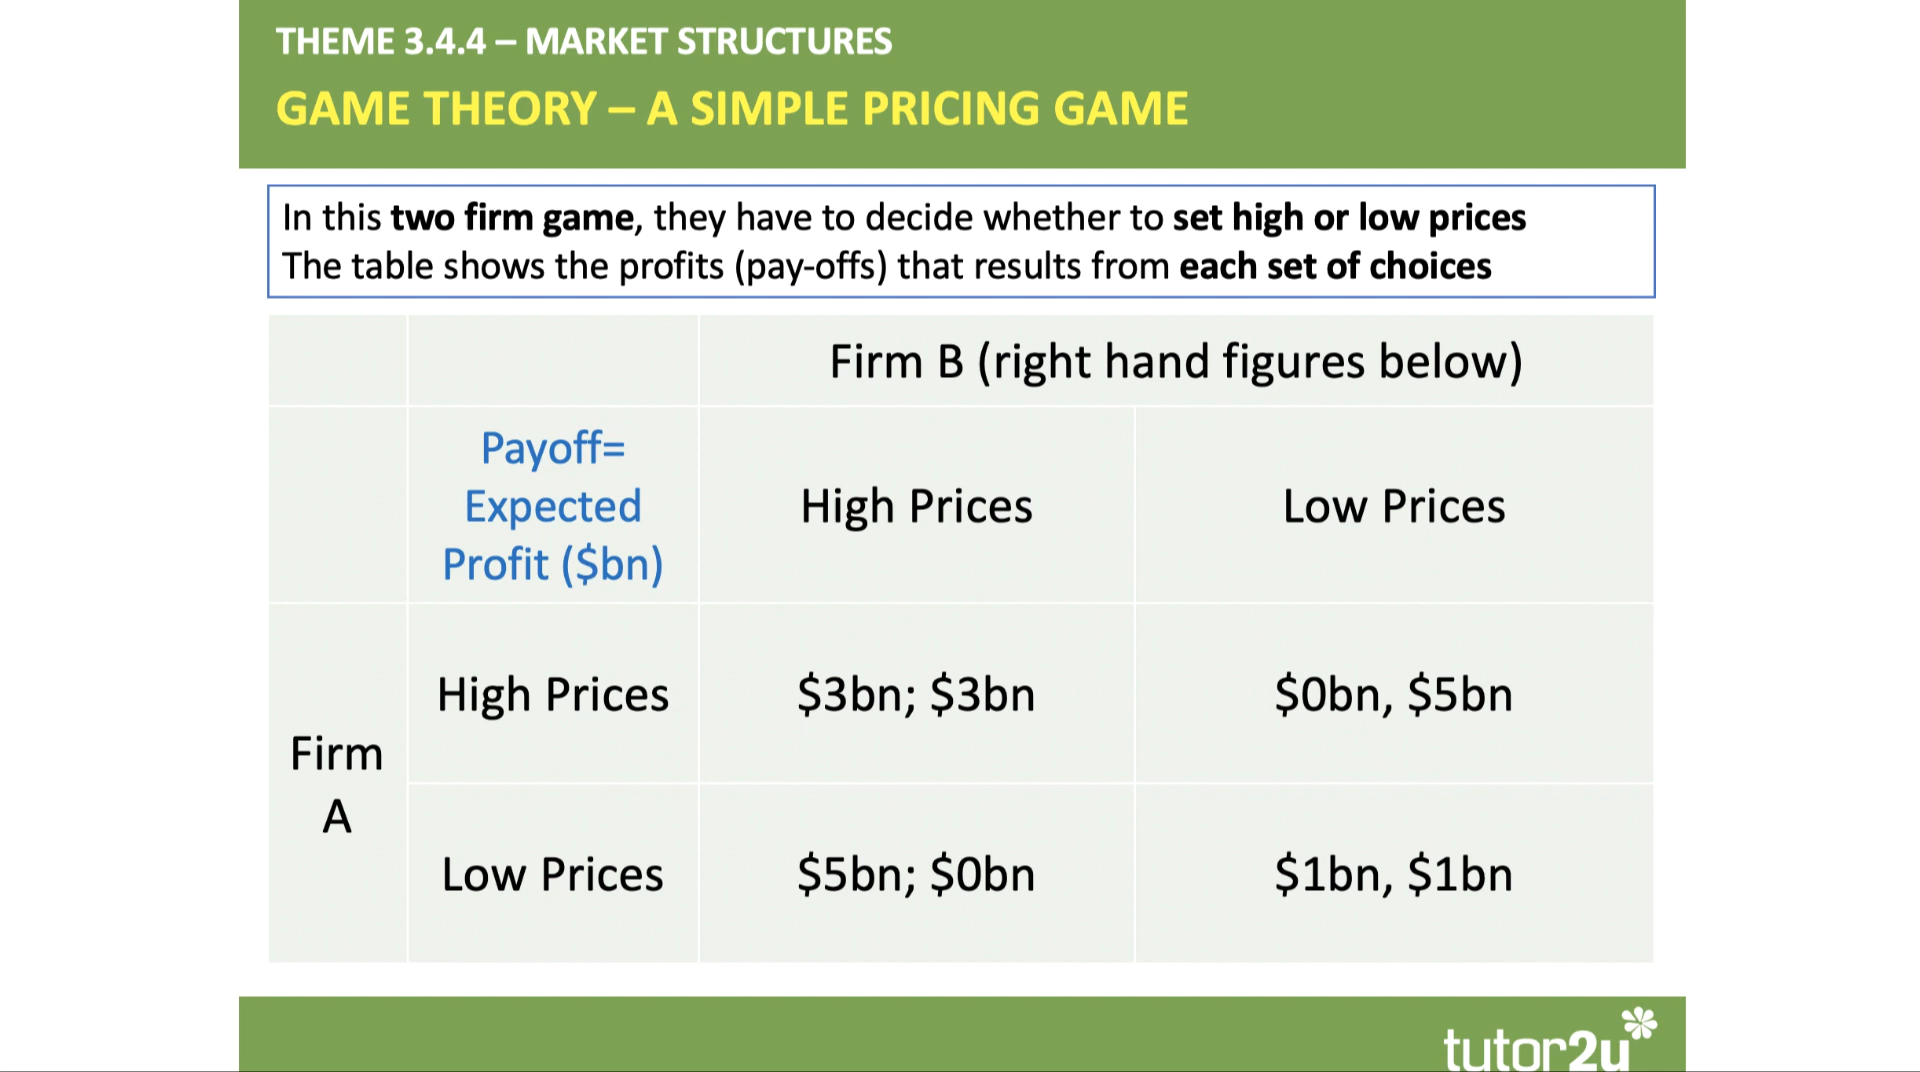 THEME 3.4.4 – MARKET STRUCTURES
GAME THEORY – A SIMPLE PRICING GAME
In this two firm game, they have to decide whether to set high or low prices
The table shows the profits (pay-offs) that results from each set of choices
Firm B (right hand figures below)
Payoff=
Expected
Profit ($bn)
High Prices
Low Prices
Firm
A
High Prices
$3bn; $3bn
$0bn, $5bn
Low Prices
$5bn; $0bn
$1bn, $1bn
tutor2u